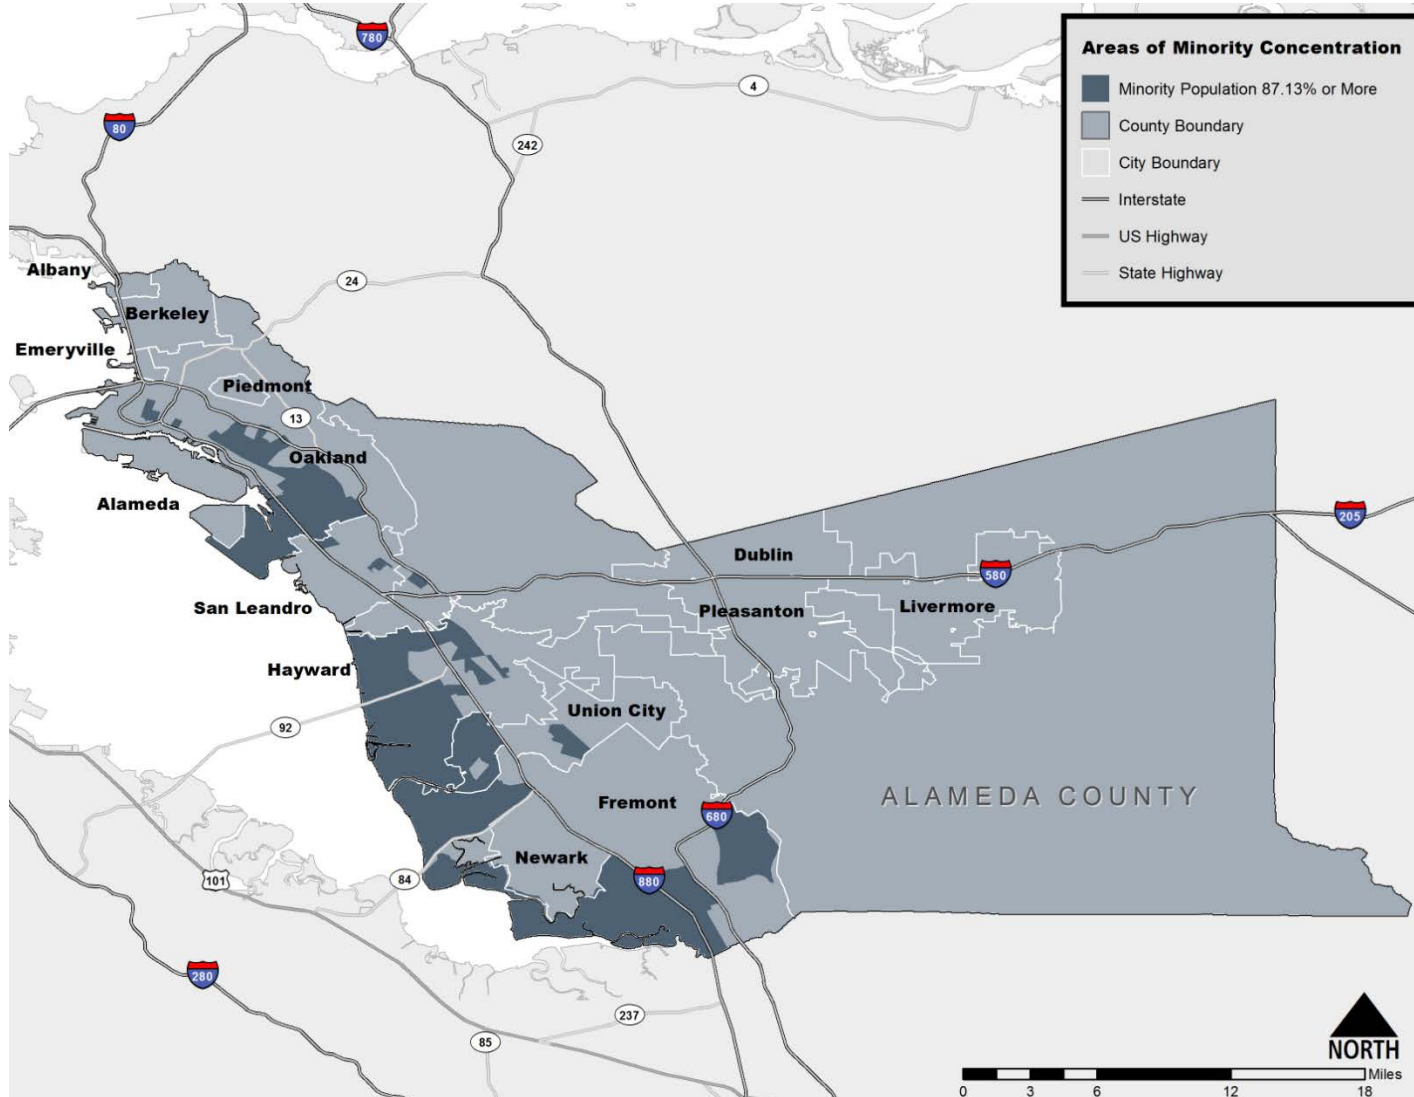 Areas of Minority Concentration
Minority Population 87.13% or More
County Boundary
City Boundary
Interstate
US Highway
State Highway
780
80
4
242
24
Albany
Berkeley
Emeryville
Piedmont
13
Oakland
Alameda
205
Dublin
580
San Leandro
Pleasanton
Livermore
Hayward
Union City
92
Fremont
ALAMEDA COUNTY
680
Newark
880
101
84
280
237
85
NORTH
Miles
0 3 6 12 18